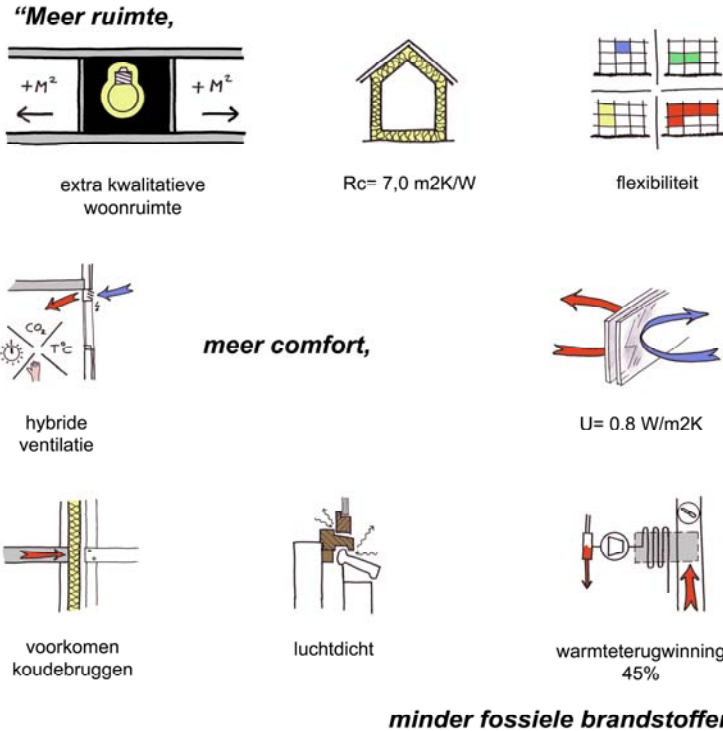 “Meer ruimte,
+M² +M²
extra kwalitatieve
woonruimte
Rc= 7,0 m2K/W
flexibiliteit
CO₂
T°C
meer comfort,
hybride
ventilatie
U= 0.8 W/m2K
voorkomen
koudebruggen
luchtdicht
warmteterugwinning
45%
minder fossiele brandstoffen